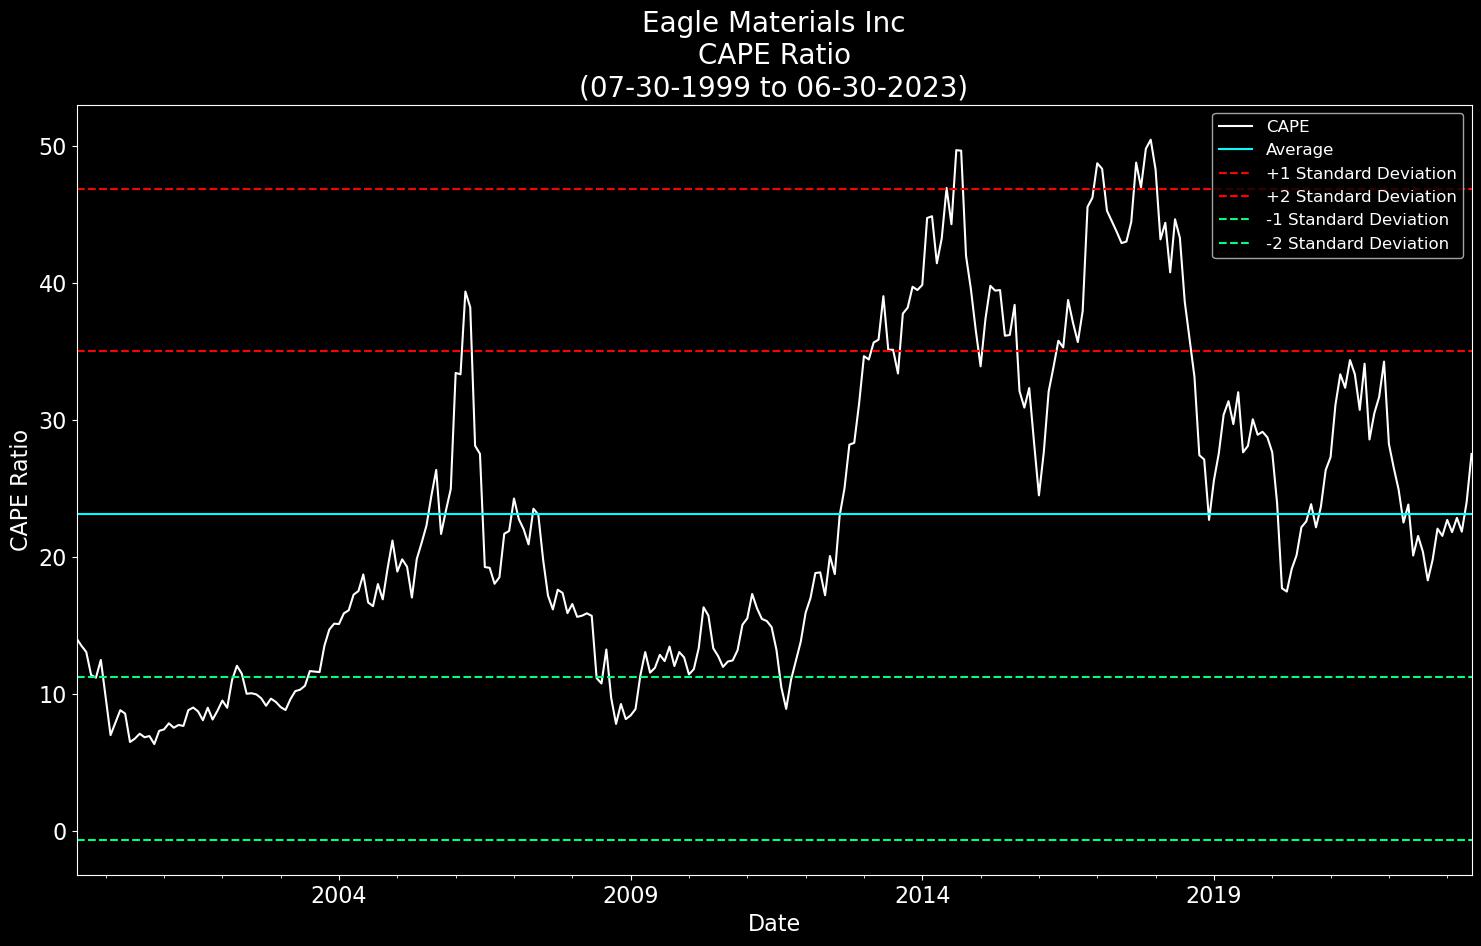 Eagle Materials Inc
CAPE Ratio
(07-30-1999 to 06-30-2023)
CAPE
Average
+1 Standard Deviation
+2 Standard Deviation
-1 Standard Deviation
-2 Standard Deviation
50
40
30
20
10
0
CAPE Ratio
2004 2009 2014 2019
Date